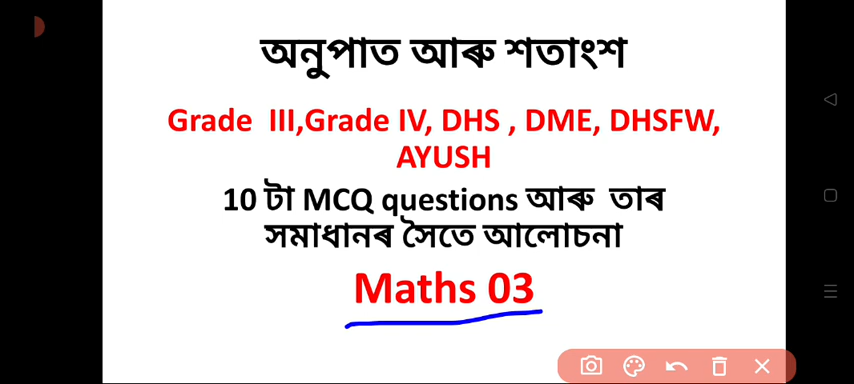 অনুপাত আৰু শতাংশ
Grade III,Grade IV, DHS , DME, DHSFW,
AYUSH
10 টা MCQ questions আৰু তাৰ
সমাধানৰ সৈতে আলোচনা
Maths 03